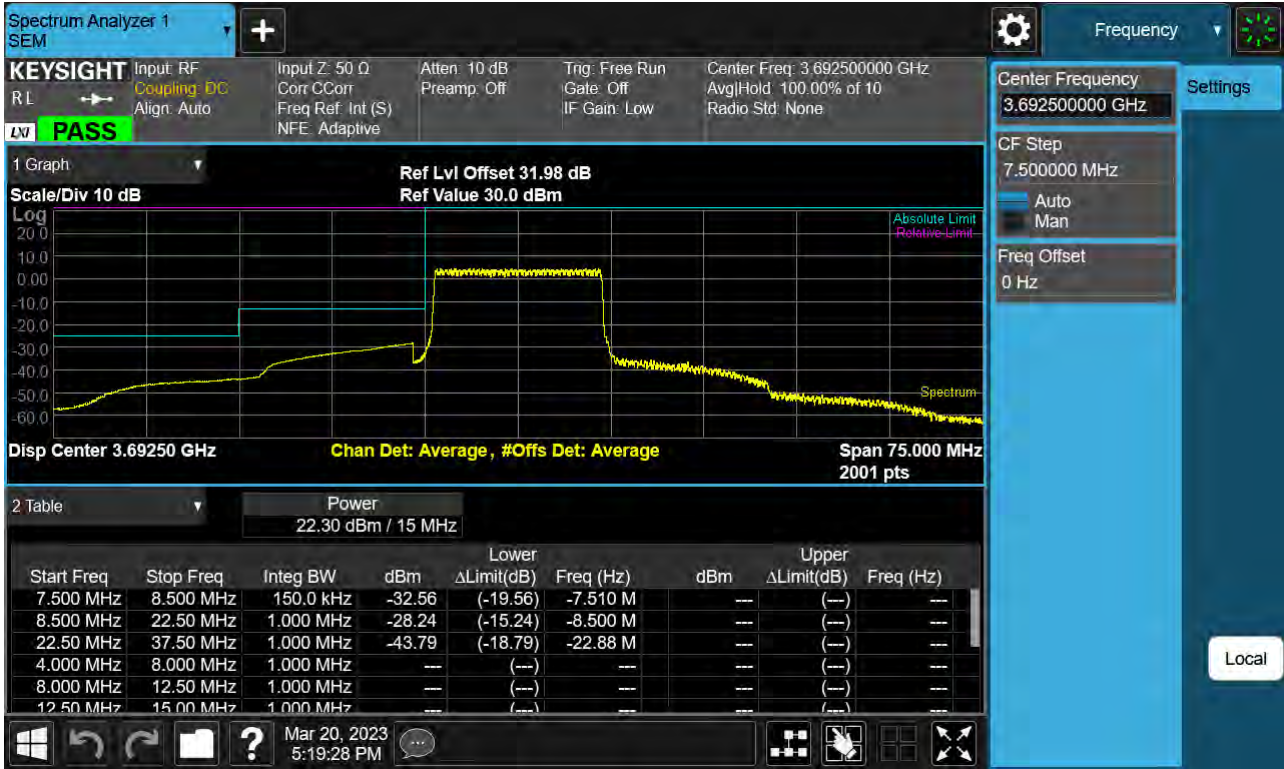 Spectrum Analyzer 1
SEM
+
Frequency
KEYSIGHT
R L
LXI
PASS
Input: RF
Coupling: DC
Align: Auto
Input Z: 50 Ω
Corr CCorr
Freq Ref: Int (S)
NFE: Adaptive
Atten: 10 dB
Preamp: Off
Trig: Free Run
Gate: Off
IF Gain: Low
Center Freq: 3.692500000 GHz
Avg|Hold: 100.00% of 10
Radio Std: None
Center Frequency
3.692500000 GHz
Settings
CF Step
7.500000 MHz
Auto
Man
Freq Offset
0 Hz
1 Graph
Scale/Div 10 dB
Ref Lvl Offset 31.98 dB
Ref Value 30.0 dBm
Log
Absolute Limit
Relative Limit
20.0
10.0
0.00
-10.0
-20.0
-30.0
-40.0
-50.0
-60.0
Spectrum
Disp Center 3.69250 GHz
Chan Det: Average, #Offs Det: Average
Span 75.000 MHz
2001 pts
2 Table
Power
22.30 dBm / 15 MHz
Lower Upper
Start Freq Stop Freq Integ BW dBm ΔLimit(dB) Freq (Hz) dBm ΔLimit(dB) Freq (Hz)
7.500 MHz 8.500 MHz 150.0 kHz -32.56 (-19.56) -7.510 M --- (---) ---
8.500 MHz 22.50 MHz 1.000 MHz -28.24 (-15.24) -8.500 M --- (---) ---
22.50 MHz 37.50 MHz 1.000 MHz -43.79 (-18.79) -22.88 M --- (---) ---
4.000 MHz 8.000 MHz 1.000 MHz --- (---) --- --- (---) ---
8.000 MHz 12.50 MHz 1.000 MHz --- (---) --- --- (---) ---
12.50 MHz 15.00 MHz 1.000 MHz --- (---) --- --- (---) ---
Local
?
Mar 20, 2023
5:19:28 PM